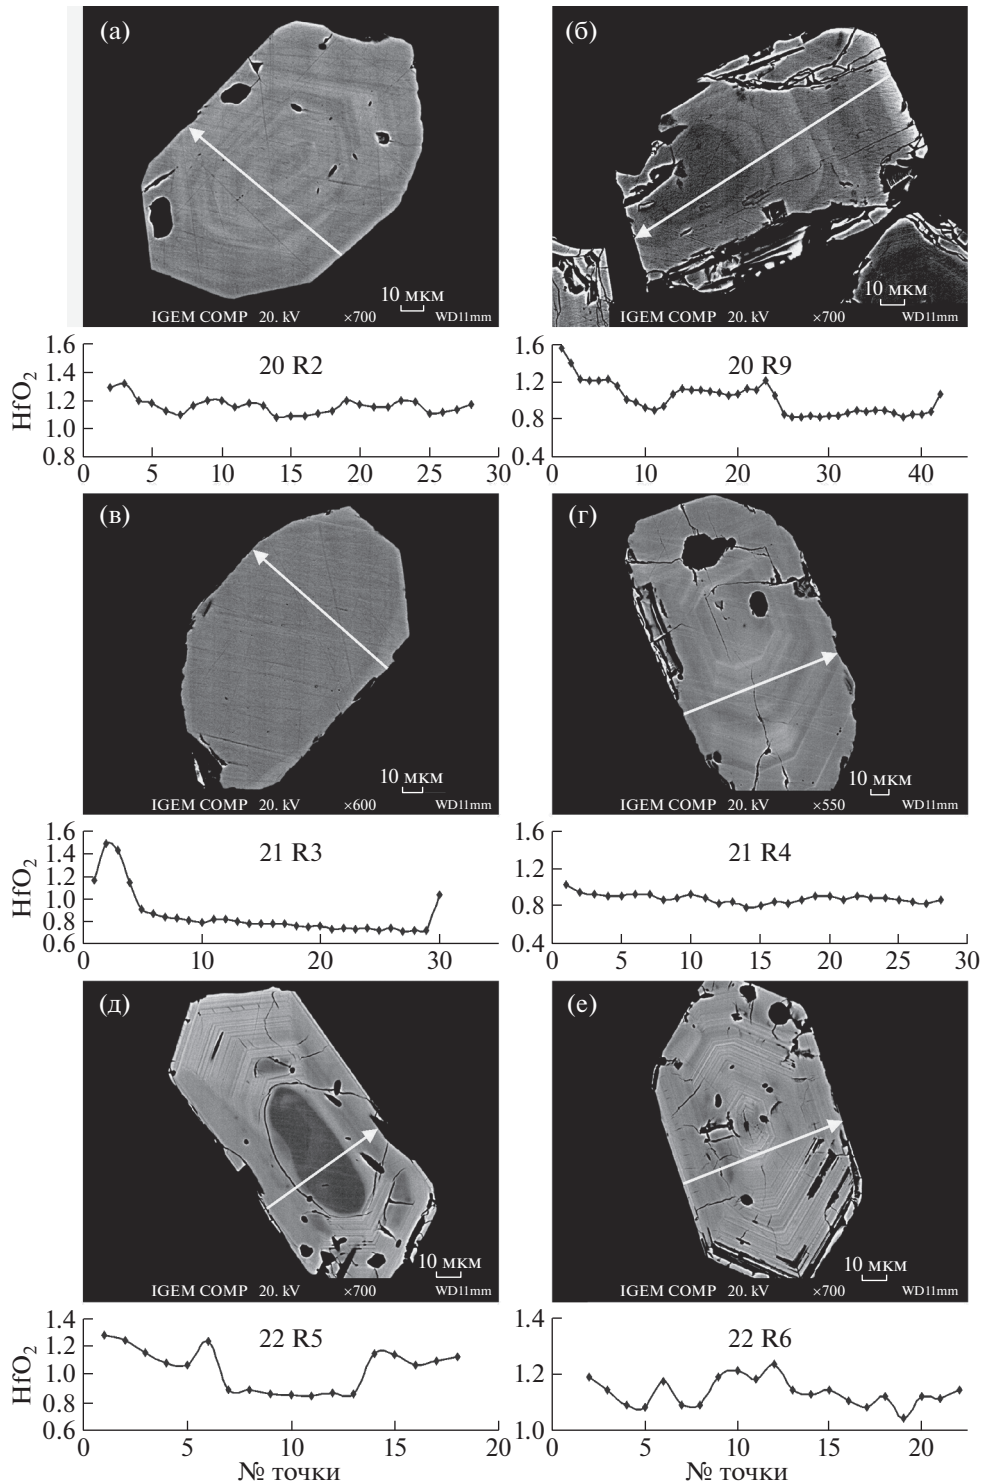 (а)
10 мкм
IGEM COMP 20. kV ×700 WD11mm
(б)
10 мкм
IGEM COMP 20. kV ×700 WD11mm
HfO2
1.6
1.4
1.2
1.0
0.8
20 R2
0 5 10 15 20 25 30
1.6
1.2
0.8
0.4
20 R9
0 10 20 30 40
(в)
10 мкм
IGEM COMP 20. kV ×600 WD11mm
(г)
10 мкм
IGEM COMP 20. kV ×550 WD11mm
HfO2
1.6
1.4
1.2
1.0
0.8
0.6
21 R3
0 10 20 30
1.6
1.2
0.8
0.4
21 R4
0 5 10 15 20 25 30
(д)
10 мкм
IGEM COMP 20. kV ×700 WD11mm
(е)
10 мкм
IGEM COMP 20. kV ×700 WD11mm
HfO2
1.4
1.2
1.0
0.8
0.6
22 R5
0 5 10 15 20
№ точки
1.4
1.2
1.0
22 R6
0 5 10 15 20
№ точки